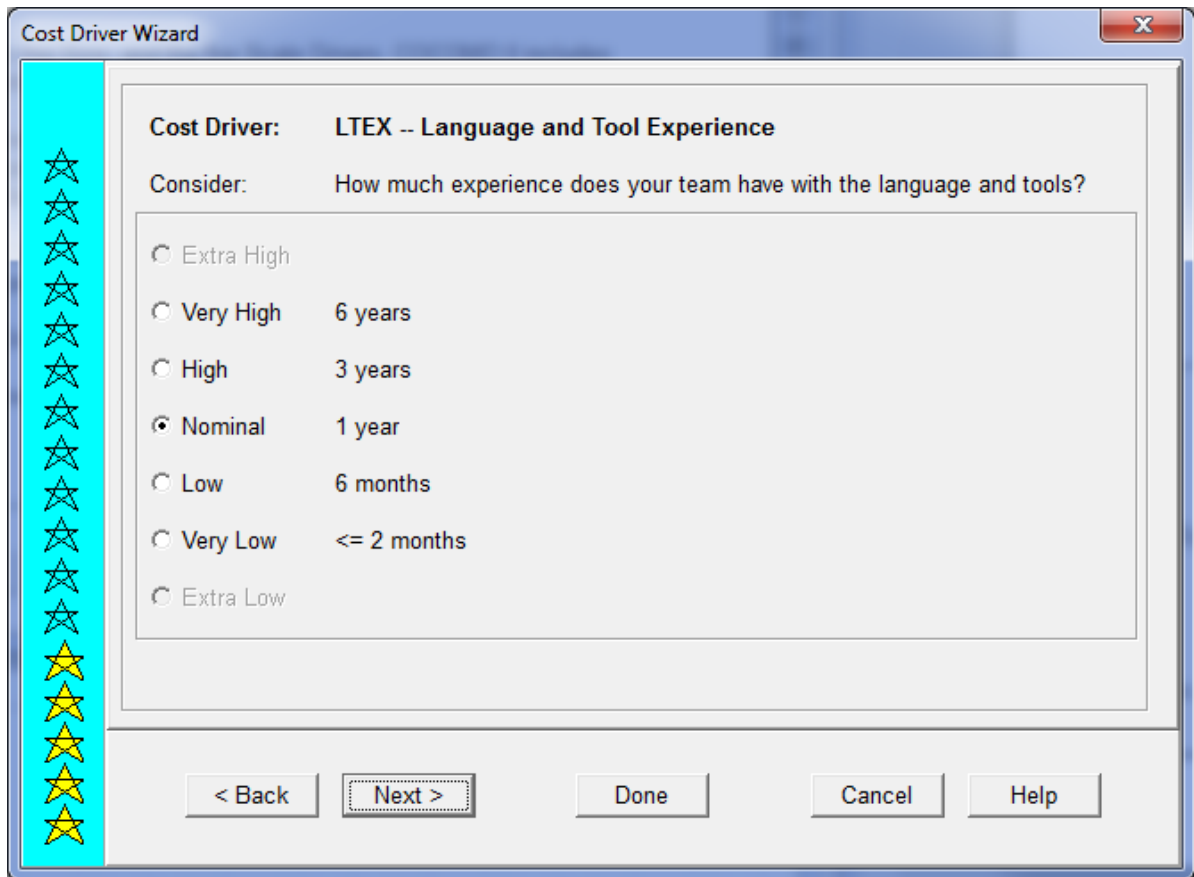 Cost Driver Wizard
Cost Driver: LTEX -- Language and Tool Experience
Consider: How much experience does your team have with the language and tools?
Extra High
Very High 6 years
High 3 years
Nominal 1 year
Low 6 months
Very Low <= 2 months
Extra Low
< Back Next > Done Cancel Help